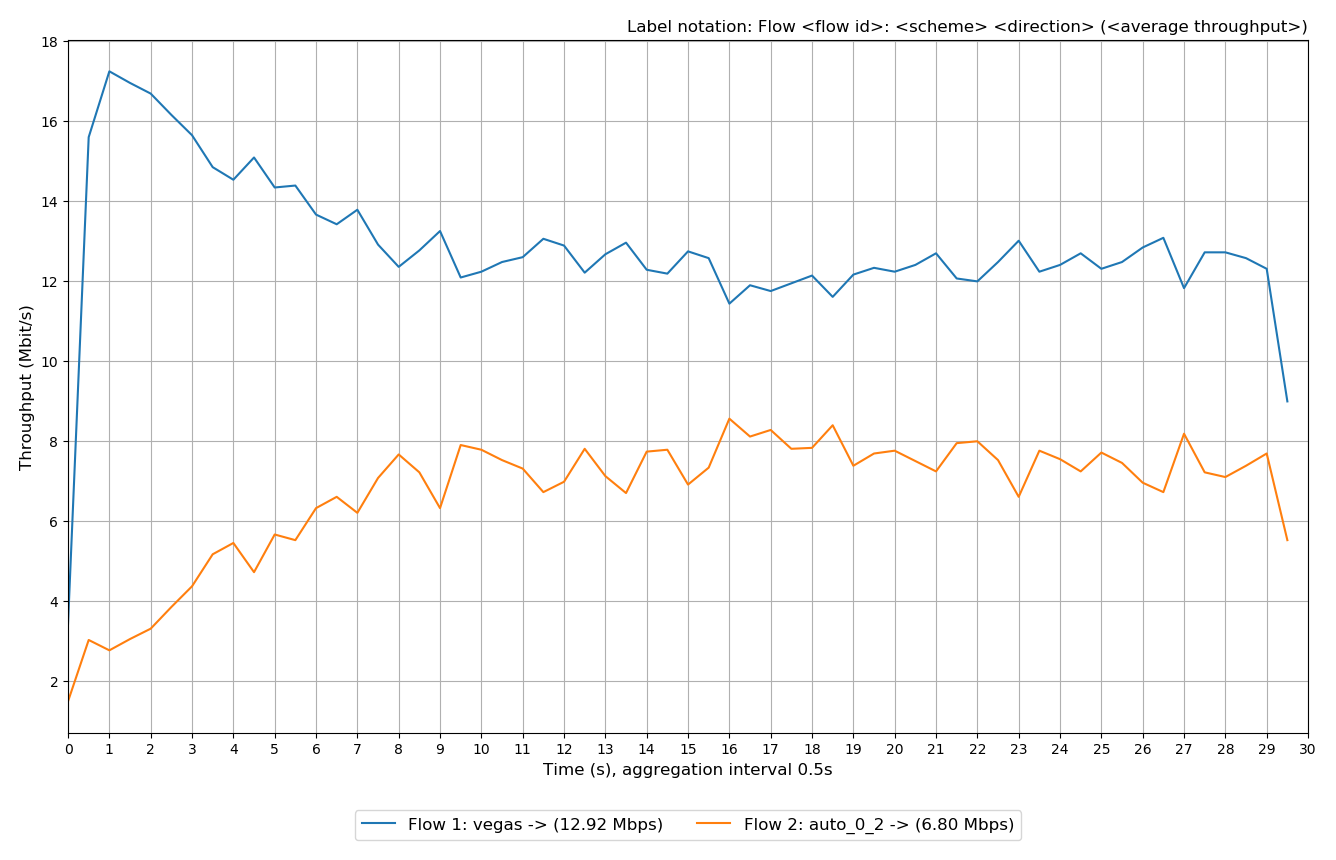 Label notation: Flow <flow id>: <scheme> <direction> (<average throughput>)
18
16
14
12
10
8
6
4
2
Throughput (Mbit/s)
0 1 2 3 4 5 6 7 8 9 10 11 12 13 14 15 16 17 18 19 20 21 22 23 24 25 26 27 28 29 30
Time (s), aggregation interval 0.5s
Flow 1: vegas -> (12.92 Mbps) Flow 2: auto_0_2 -> (6.80 Mbps)